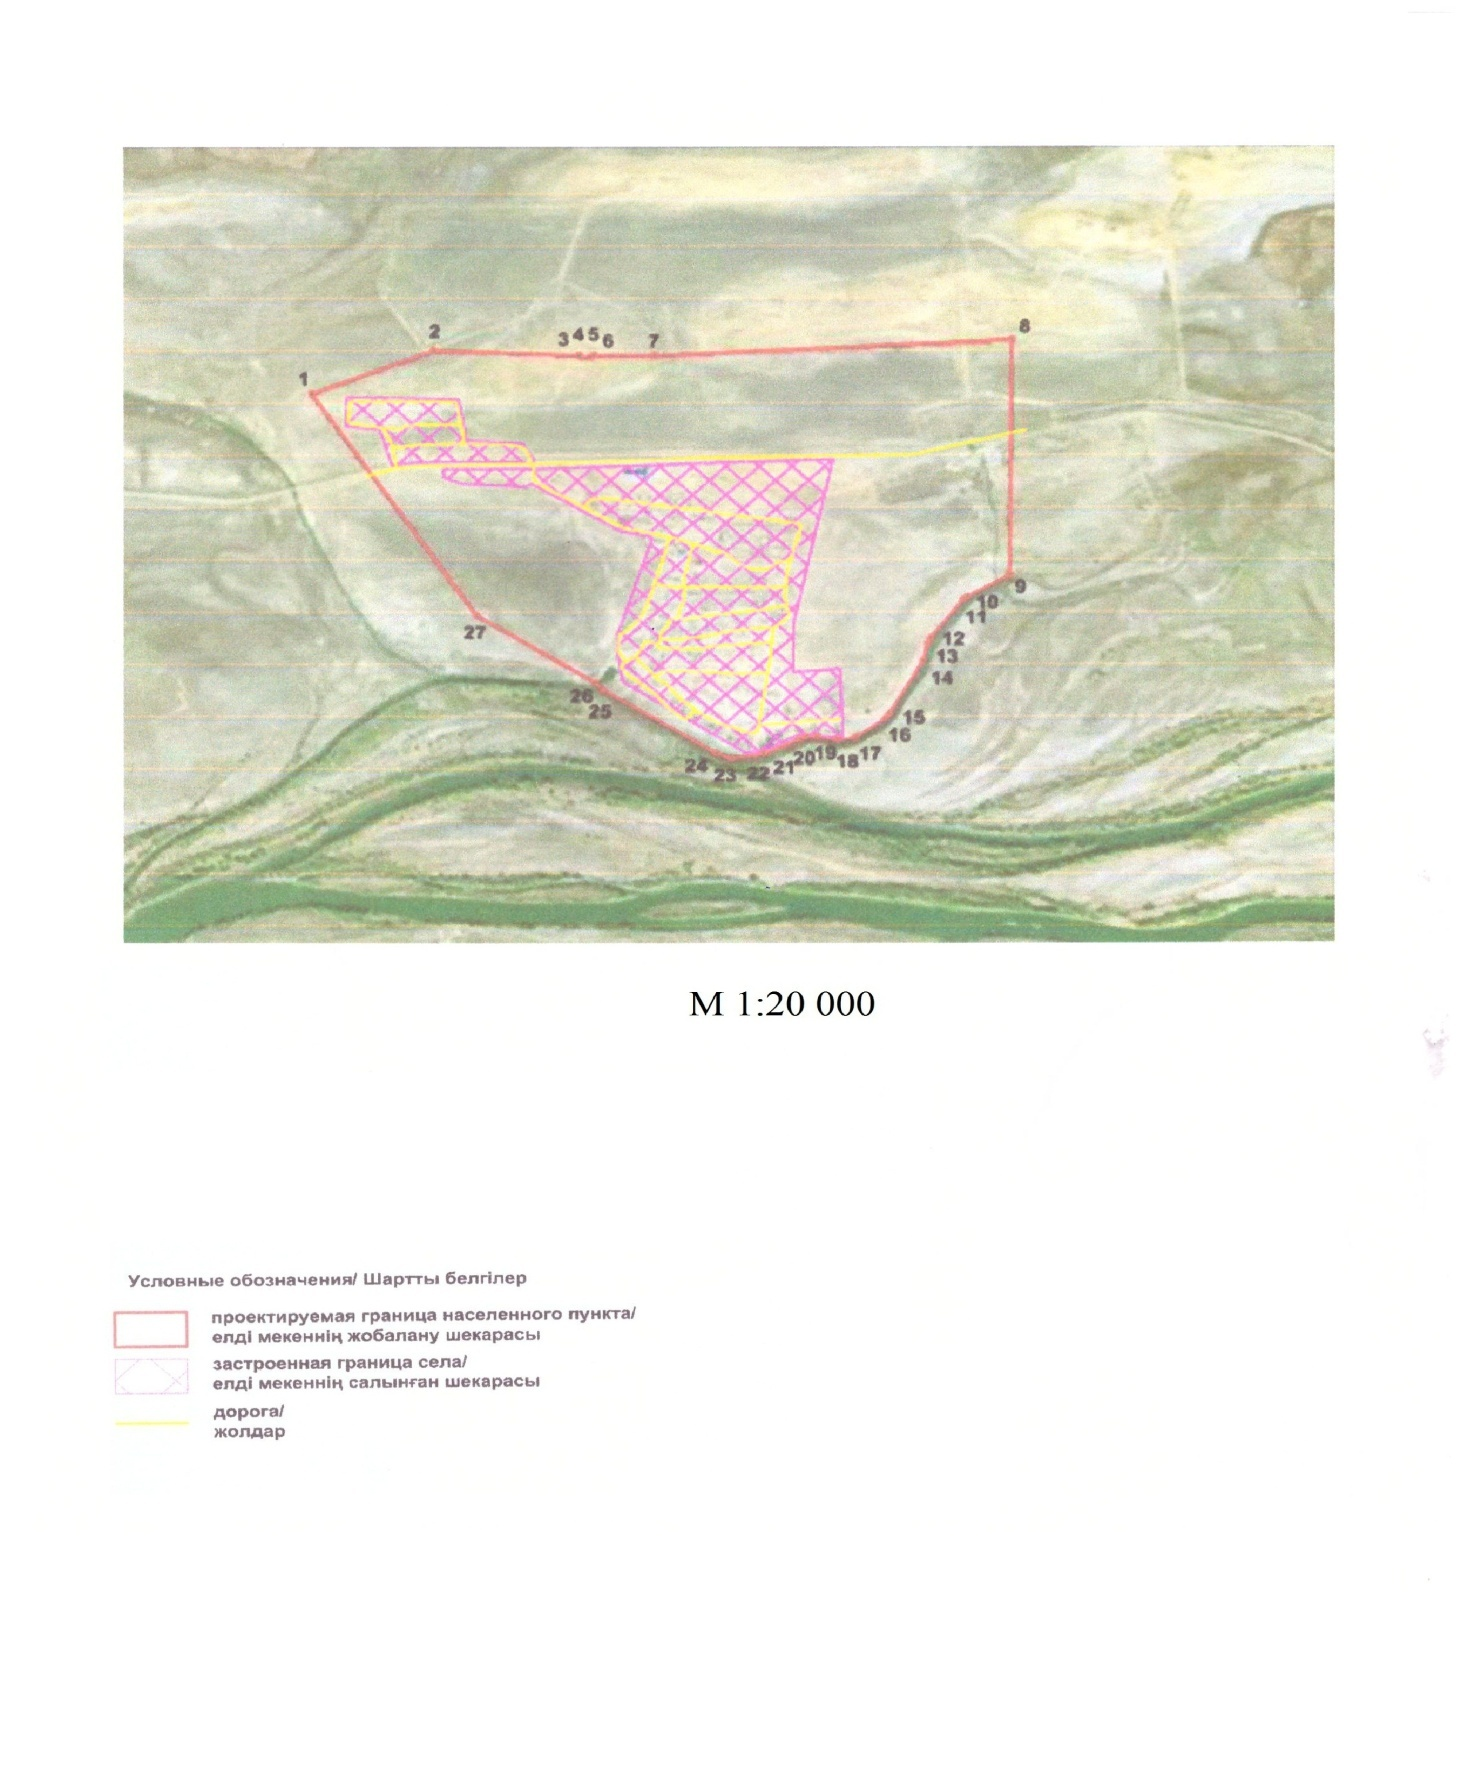 2
3 4 5 6
7
8
1
9
10
11
12
13
14
15
16
17
18
19
20
21
22
23
24
25
26
27
М 1:20 000
Условные обозначения/ Шартты белгілер
проектируемая граница населенного пункта/
елді мекеннің жобалану шекарасы
застроенная граница села/
елді мекеннің салынған шекарасы
дорога/
жолдар